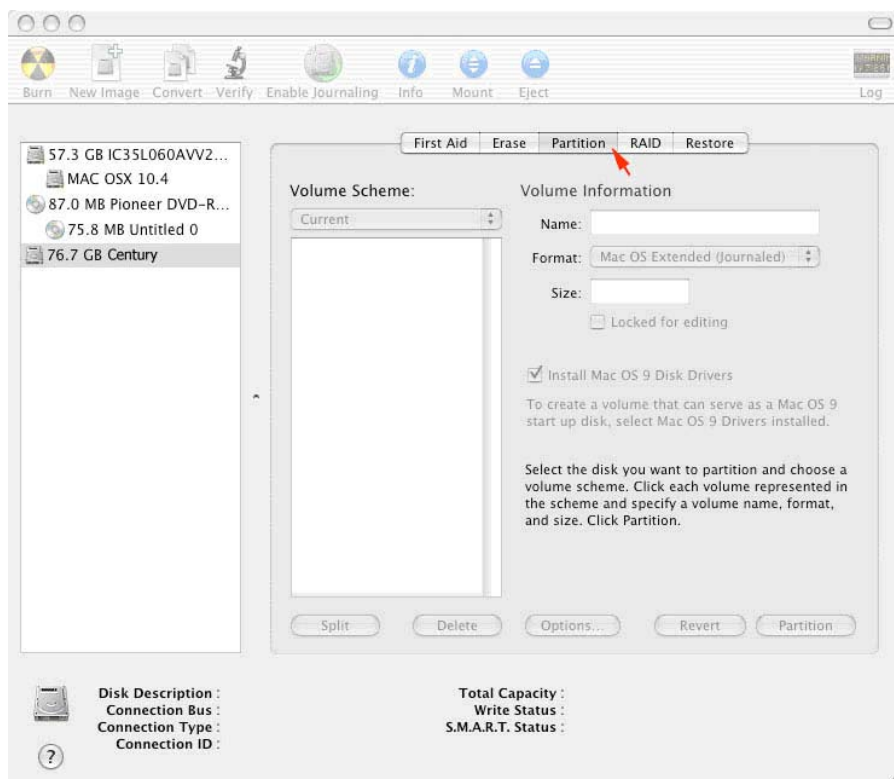 Burn New Image Convert Verify Enable Journaling Info Mount Eject Log
57.3 GB IC35L060AVV2...
MAC OSX 10.4
87.0 MB Pioneer DVD-R...
75.8 MB Untitled 0
76.7 GB Century
First Aid Erase Partition RAID Restore
Volume Scheme:
Current
Volume Information
Name:
Format: Mac OS Extended (Journaled)
Size:
Locked for editing
Install Mac OS 9 Disk Drivers
To create a volume that can serve as a Mac OS 9
start up disk, select Mac OS 9 Drivers installed.
Select the disk you want to partition and choose a
volume scheme. Click each volume represented in
the scheme and specify a volume name, format,
and size. Click Partition.
Split Delete Options... Revert Partition
Disk Description :
Connection Bus :
Connection Type :
Connection ID :
Total Capacity :
Write Status :
S.M.A.R.T. Status :
?